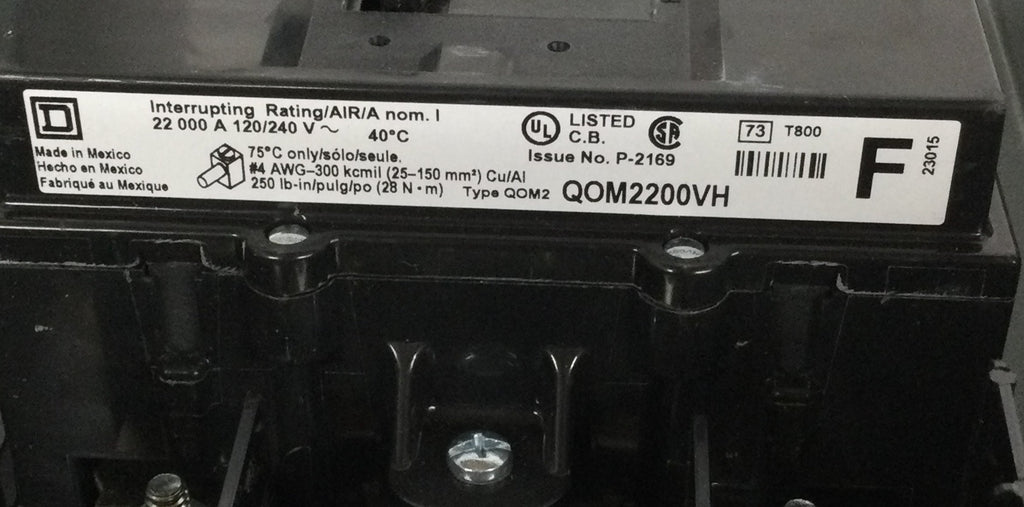 D
Interrupting Rating/AIR/A nom. I
22 000 A 120/240 V ~ 40°C
Made in Mexico
Hecho en Mexico
Fabriqué au Mexique
75°C only/sólo/seule.
#4 AWG–300 kcmil (25–150 mm²) Cu/Al
250 lb-in/pulg/po (28 N • m)
Type QOM2 QOM2200VH
UL LISTED
C.B.
SA
Issue No. P-2169
73 T800
F
23015